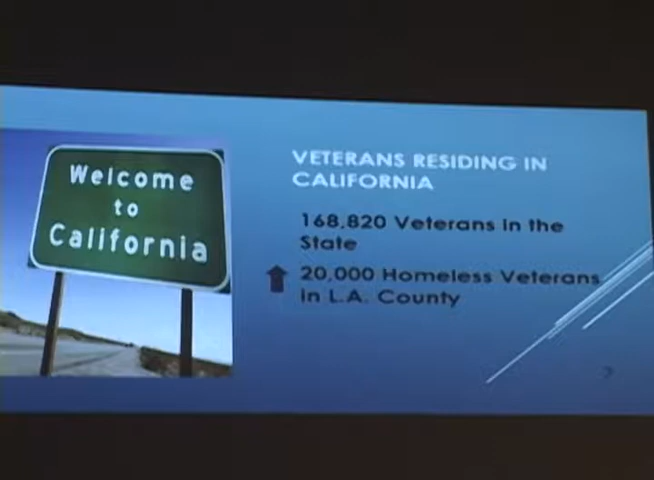 Welcome
to
California
VETERANS RESIDING IN
CALIFORNIA
168,820 Veterans in the
State
20,000 Homeless Veterans
in L.A. County